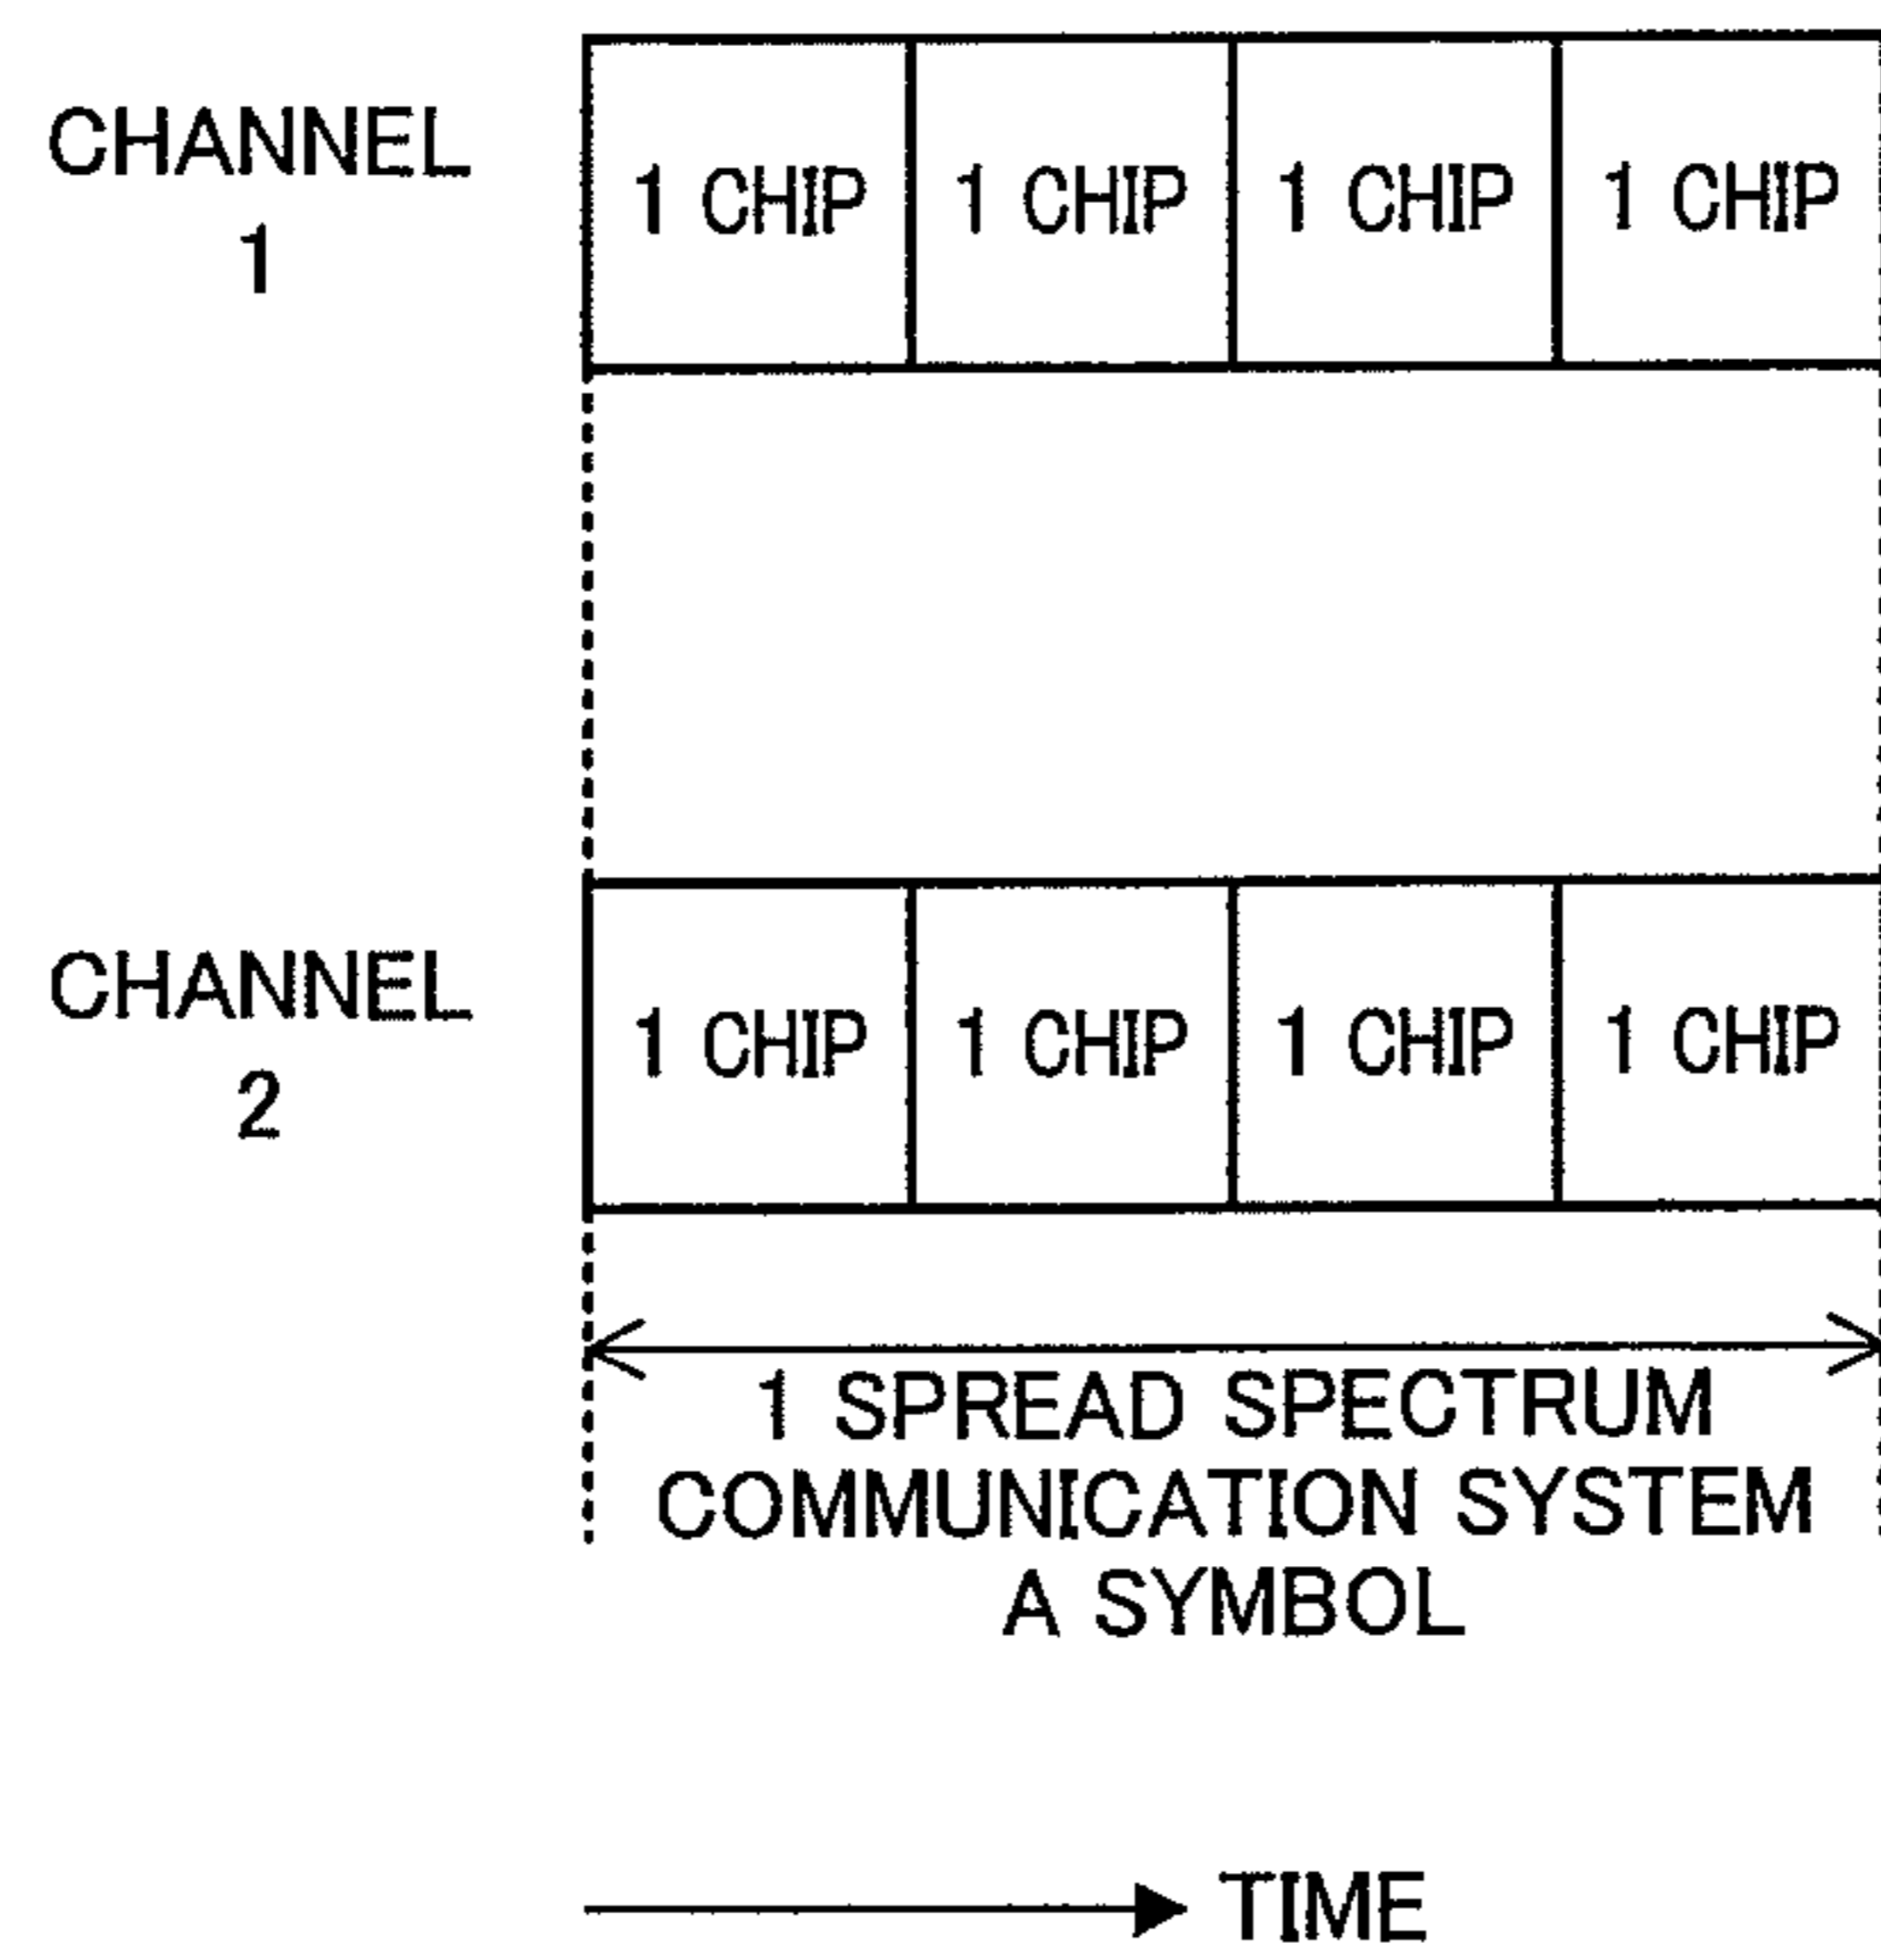 CHANNEL
1
1 CHIP 1 CHIP 1 CHIP 1 CHIP
CHANNEL
2
1 CHIP 1 CHIP 1 CHIP 1 CHIP
1 SPREAD SPECTRUM
COMMUNICATION SYSTEM
A SYMBOL
TIME